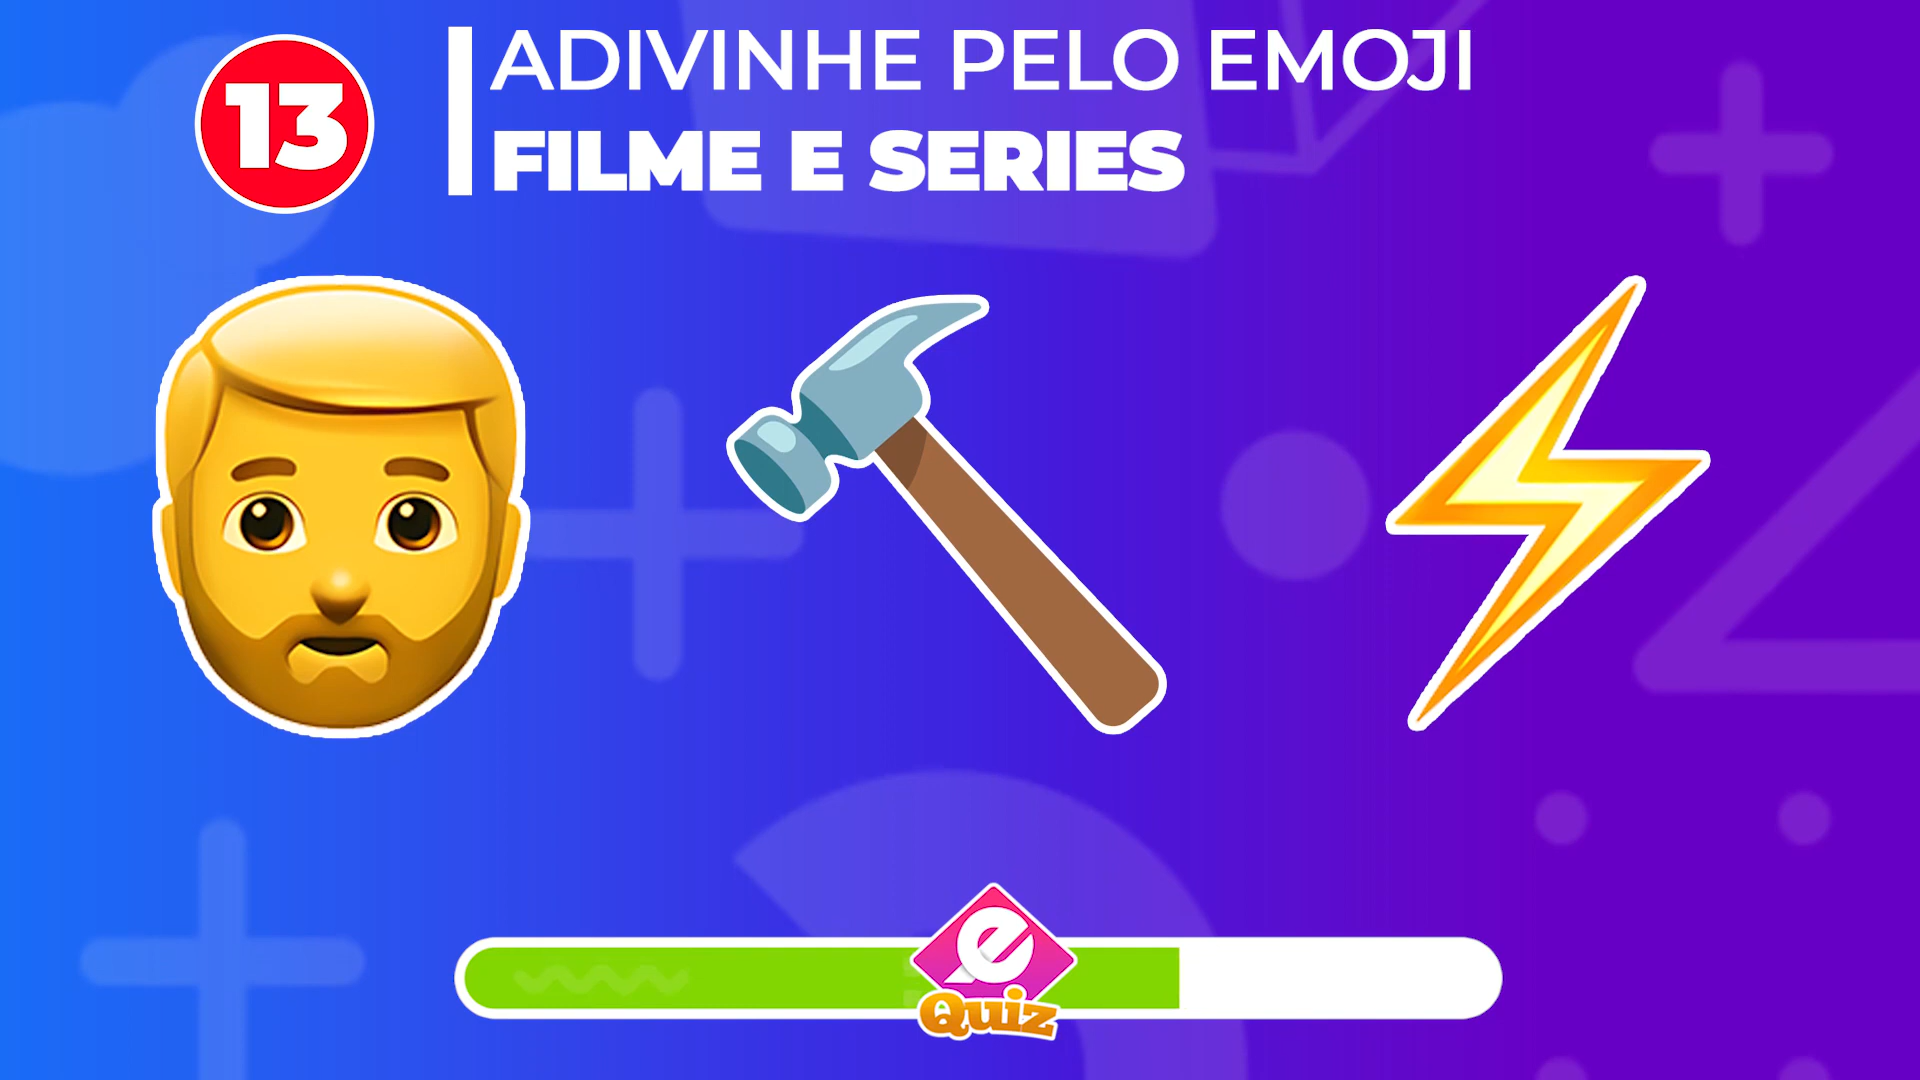 13
ADIVINHE PELO EMOJI
FILME E SERIES
e
Quiz